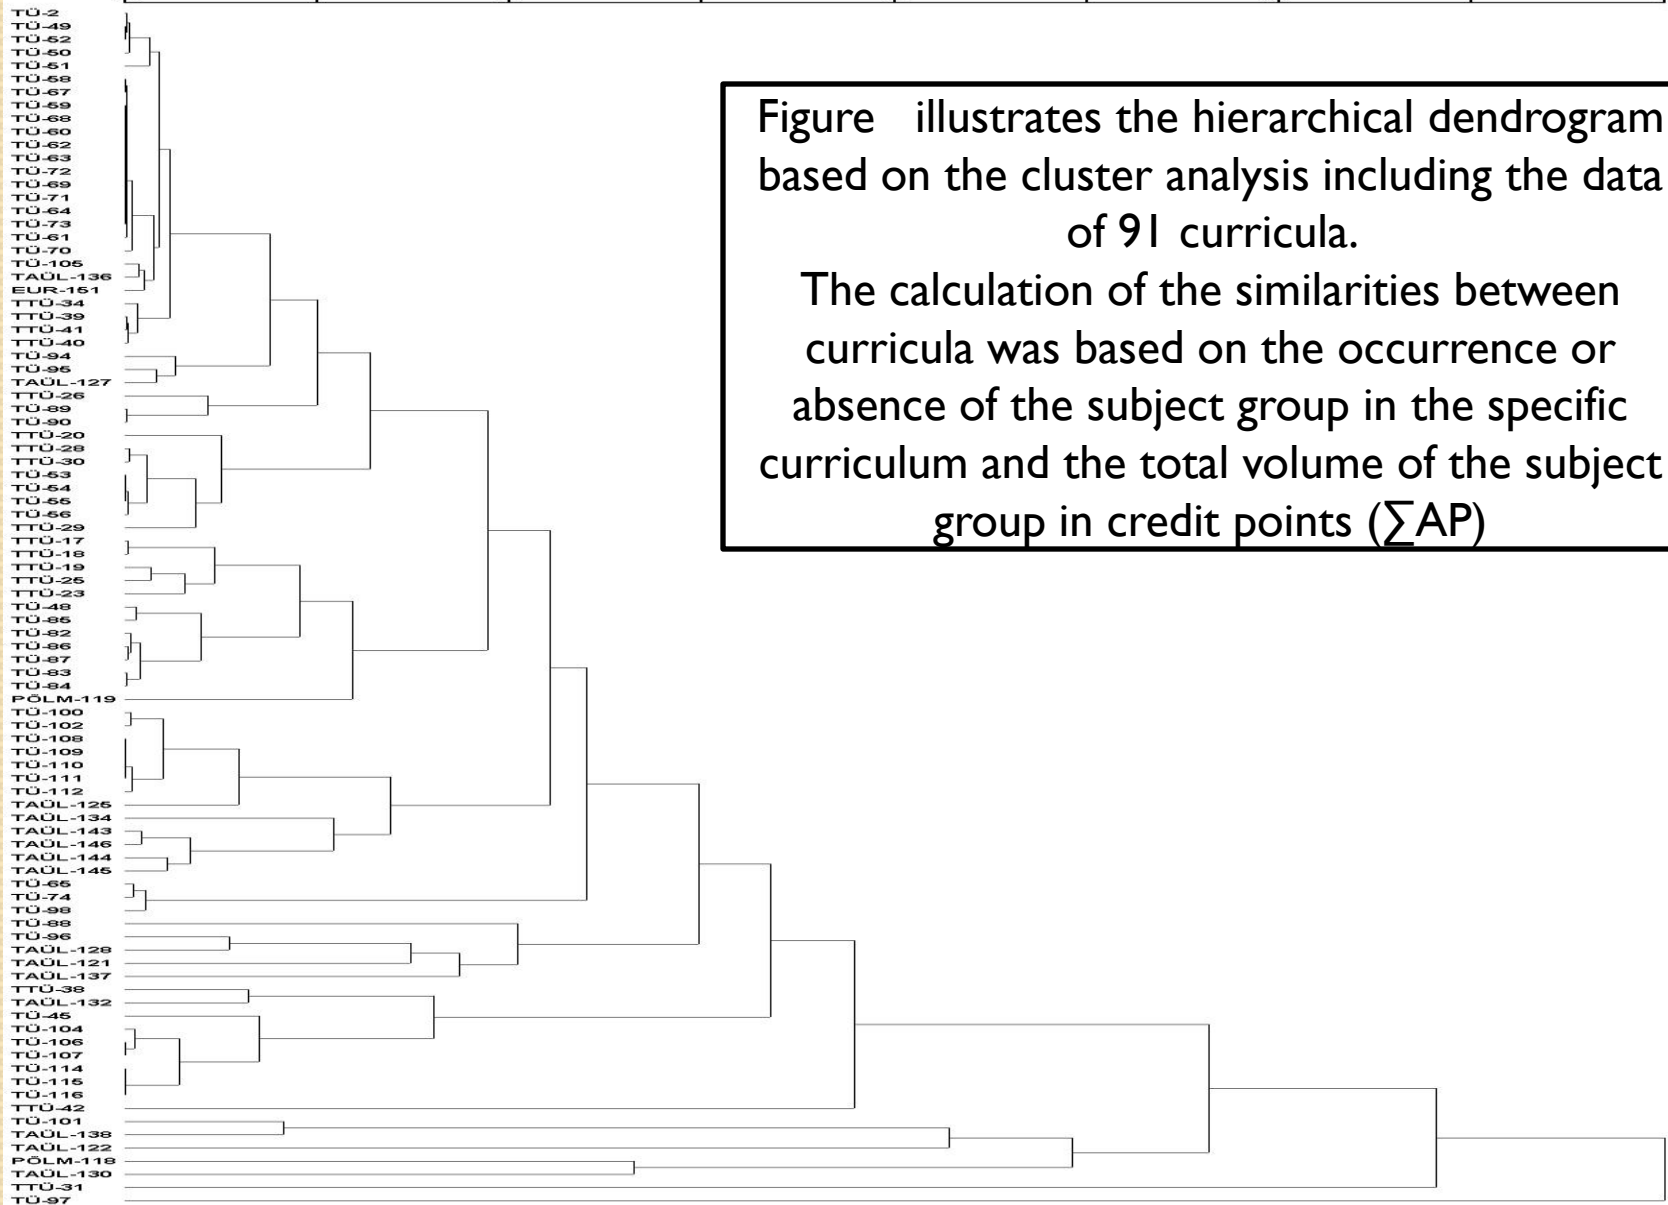 TÜ-2
TÜ-49
TÜ-52
TÜ-50
TÜ-51
TÜ-58
TÜ-67
TÜ-59
TÜ-68
TÜ-60
TÜ-62
TÜ-63
TÜ-72
TÜ-69
TÜ-71
TÜ-64
TÜ-73
TÜ-61
TÜ-70
TÜ-105
TAÜL-136
EUR-151
TTÜ-34
TTÜ-39
TTÜ-41
TTÜ-40
TÜ-94
TÜ-95
TAÜL-127
TTÜ-26
TÜ-89
TÜ-90
TTÜ-20
TTÜ-28
TTÜ-30
TÜ-53
TÜ-54
TÜ-55
TÜ-56
TTÜ-29
TTÜ-17
TTÜ-18
TTÜ-19
TTÜ-25
TTÜ-23
TÜ-48
TÜ-85
TÜ-82
TÜ-86
TÜ-87
TÜ-83
TÜ-84
PÕLM-119
TÜ-100
TÜ-102
TÜ-108
TÜ-109
TÜ-110
TÜ-111
TÜ-112
TAÜL-125
TAÜL-134
TAÜL-143
TAÜL-146
TAÜL-144
TAÜL-145
TÜ-65
TÜ-74
TÜ-98
TÜ-88
TÜ-96
TAÜL-128
TAÜL-121
TAÜL-137
TTÜ-38
TAÜL-132
TÜ-45
TÜ-104
TÜ-106
TÜ-107
TÜ-114
TÜ-115
TÜ-116
TTÜ-42
TÜ-101
TAÜL-138
TAÜL-122
PÕLM-118
TAÜL-130
TTÜ-31
TÜ-97
Figure illustrates the hierarchical dendrogram
based on the cluster analysis including the data
of 91 curricula.
The calculation of the similarities between
curricula was based on the occurrence or
absence of the subject group in the specific
curriculum and the total volume of the subject
group in credit points (∑AP)